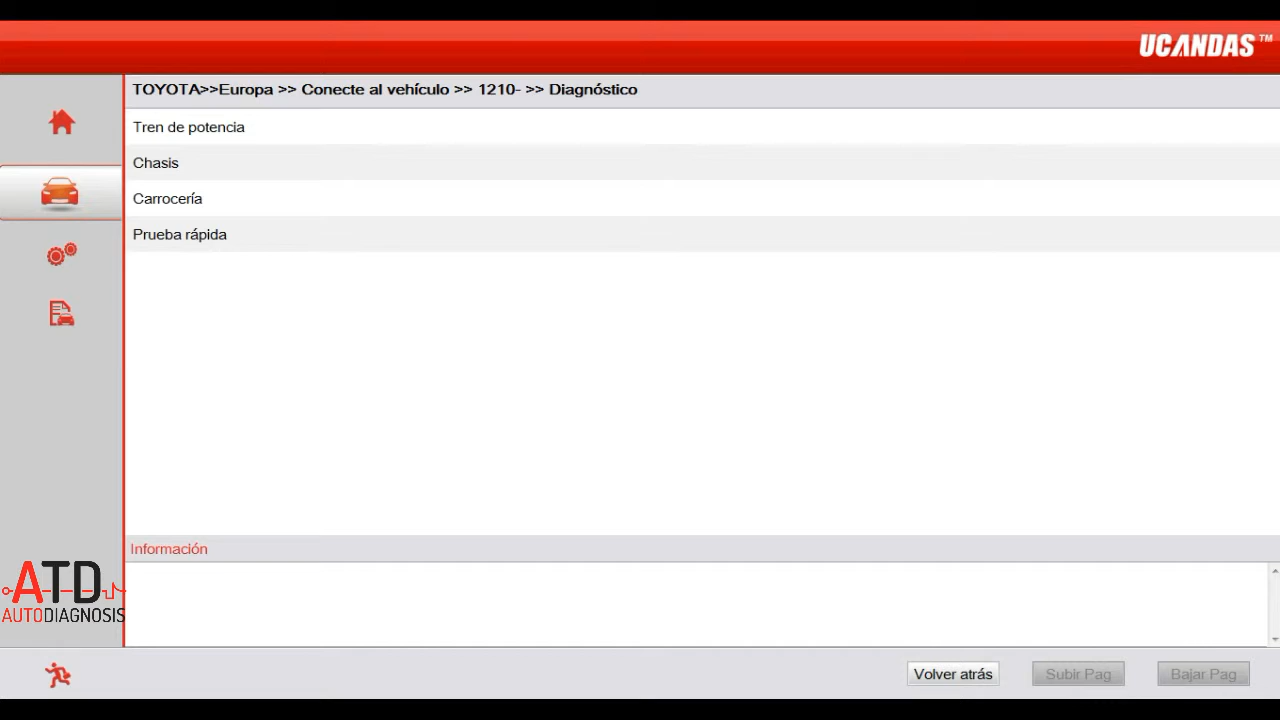 UCANDAS™
TOYOTA>>Europa >> Conecte al vehículo >> 1210- >> Diagnóstico
Tren de potencia
Chasis
Carrocería
Prueba rápida
Información
ATD
AUTODIAGNOSIS
Volver atrás
Subir Pag
Bajar Pag